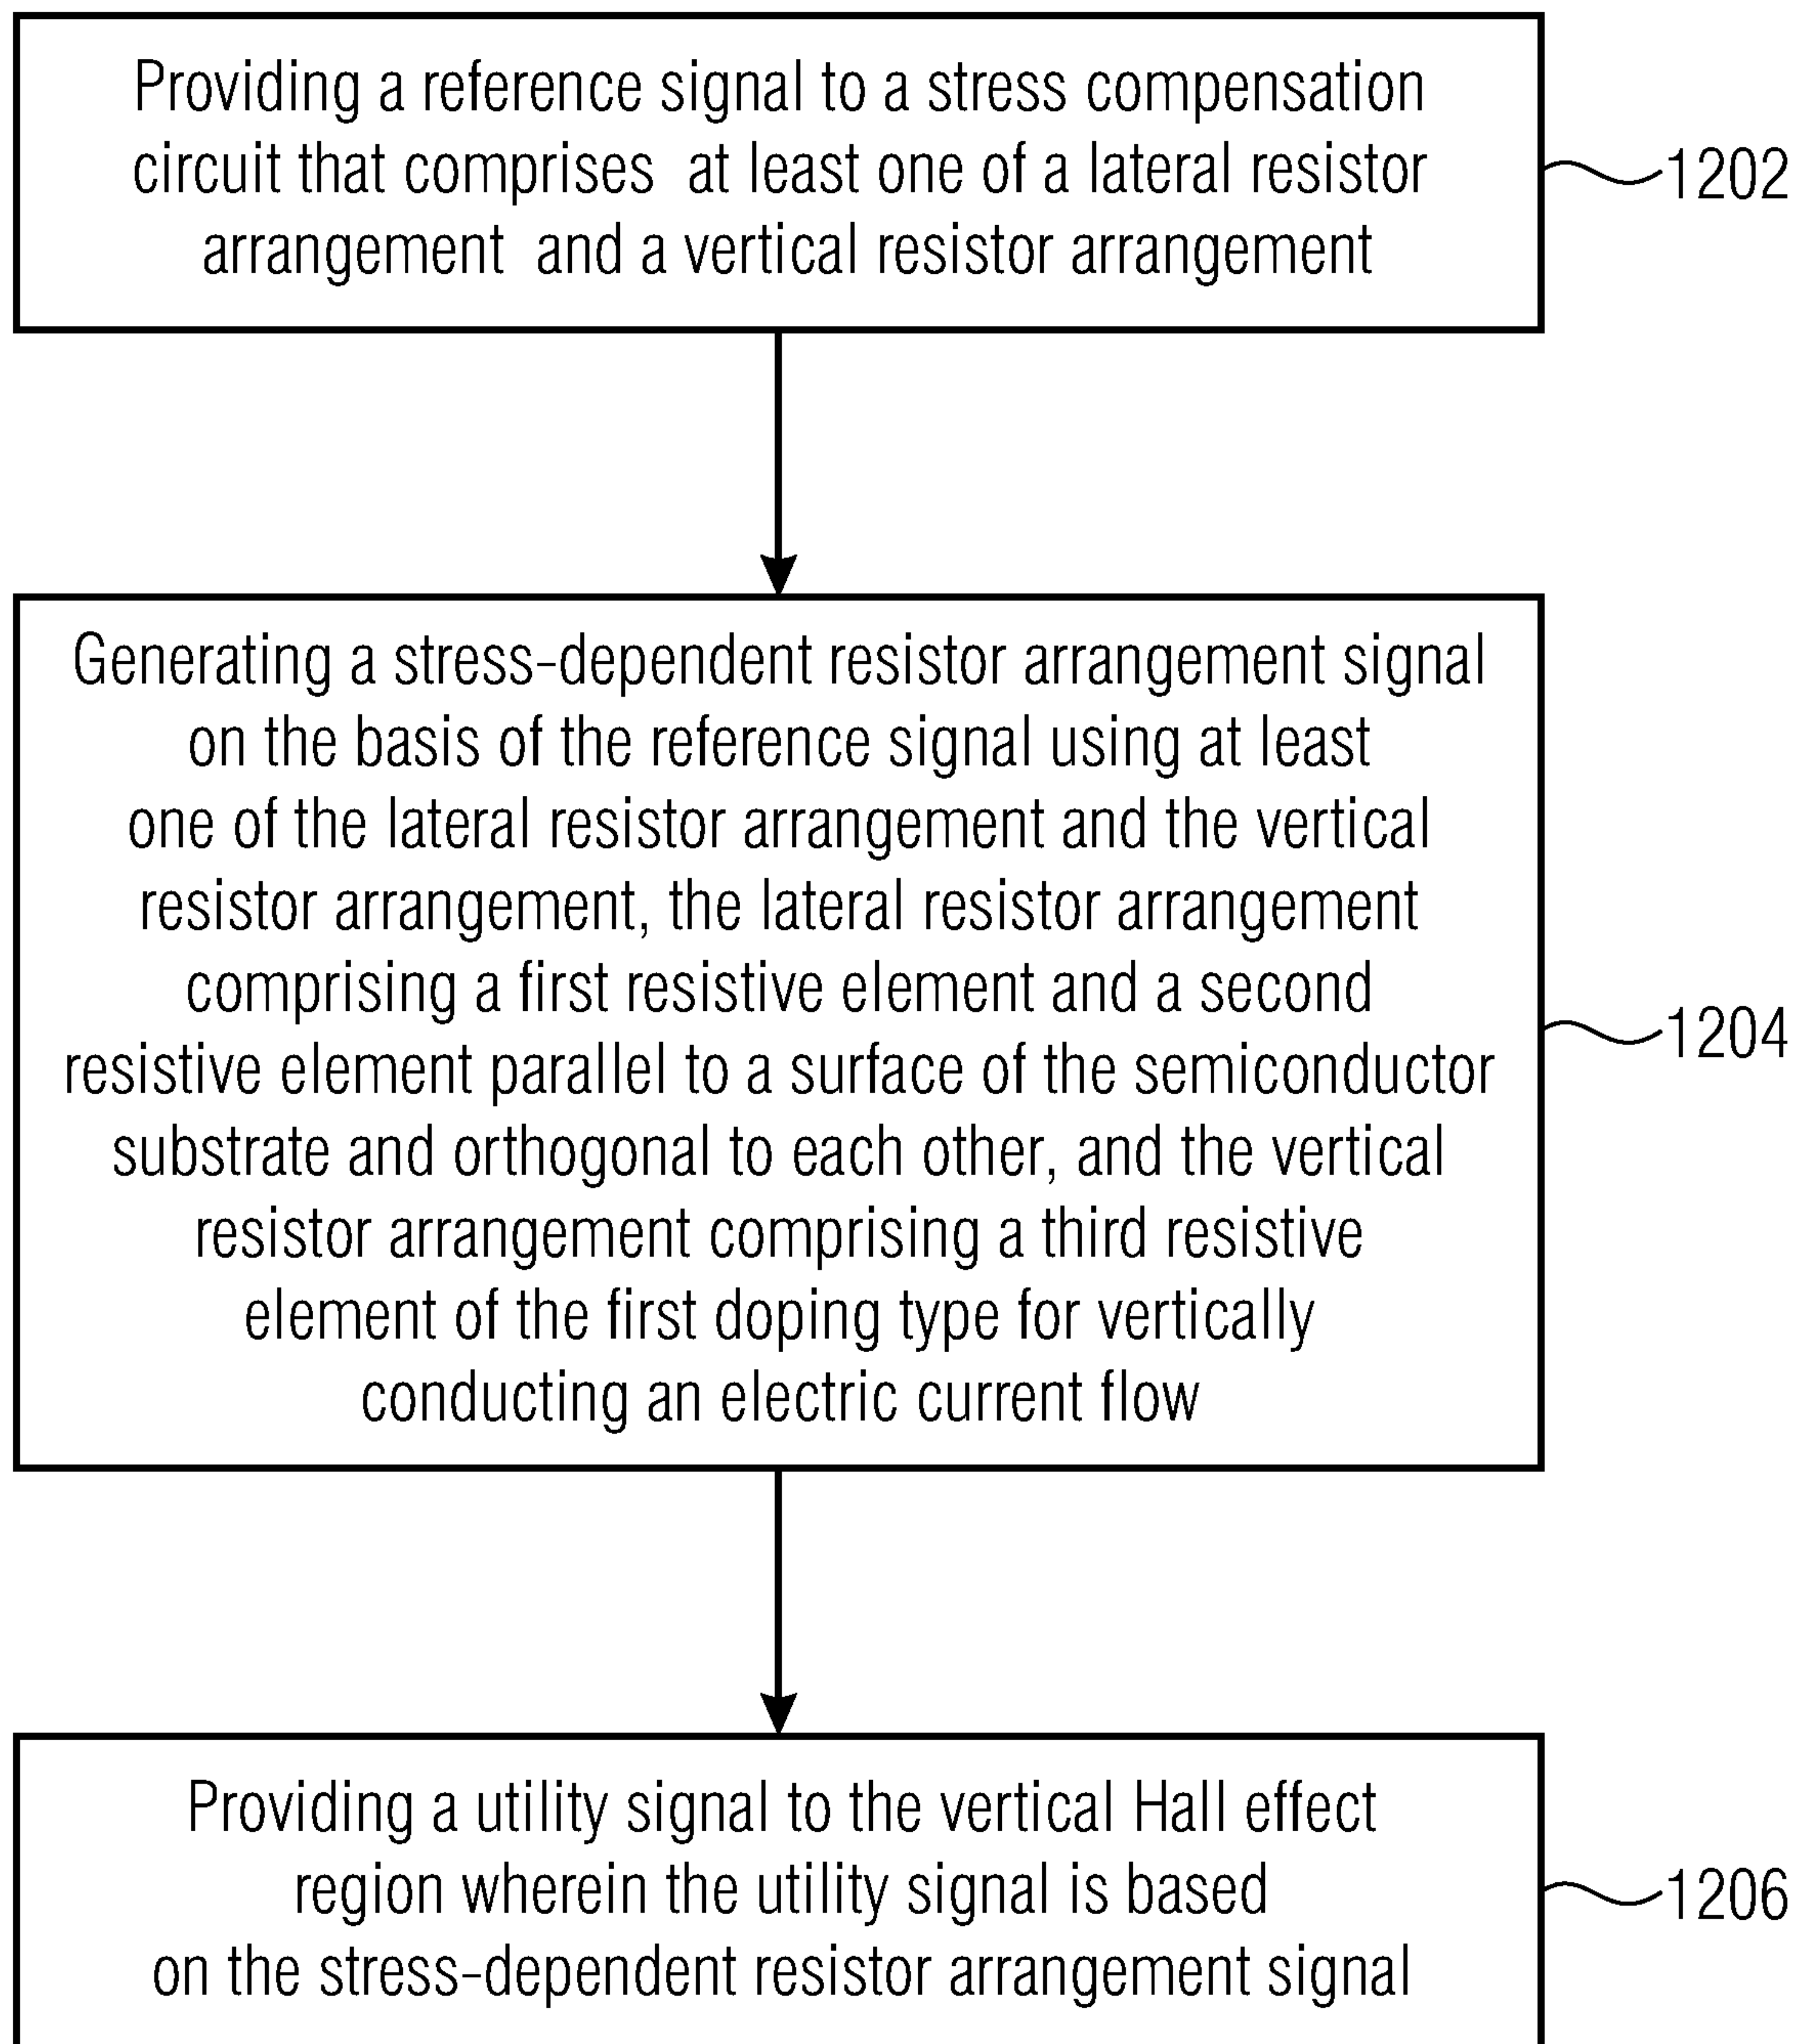 Providing a reference signal to a stress compensation
circuit that comprises at least one of a lateral resistor
arrangement and a vertical resistor arrangement
1202
Generating a stress-dependent resistor arrangement signal
on the basis of the reference signal using at least
one of the lateral resistor arrangement and the vertical
resistor arrangement, the lateral resistor arrangement
comprising a first resistive element and a second
resistive element parallel to a surface of the semiconductor
substrate and orthogonal to each other, and the vertical
resistor arrangement comprising a third resistive
element of the first doping type for vertically
conducting an electric current flow
1204
Providing a utility signal to the vertical Hall effect
region wherein the utility signal is based
on the stress-dependent resistor arrangement signal
1206